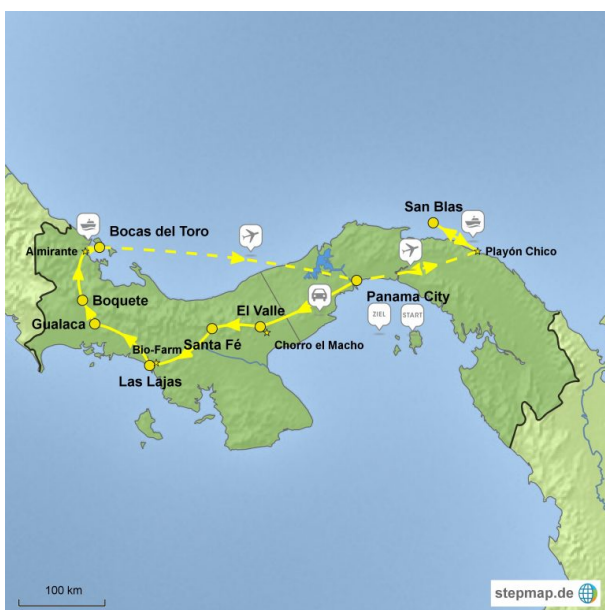 San Blas
Bocas del Toro
Almirante
Playón Chico
Boquete
Panama City
Gualaca
El Valle
ZIEL
START
Bio-Farm
Santa Fé
Chorro el Macho
Las Lajas
100 km
stepmap.de